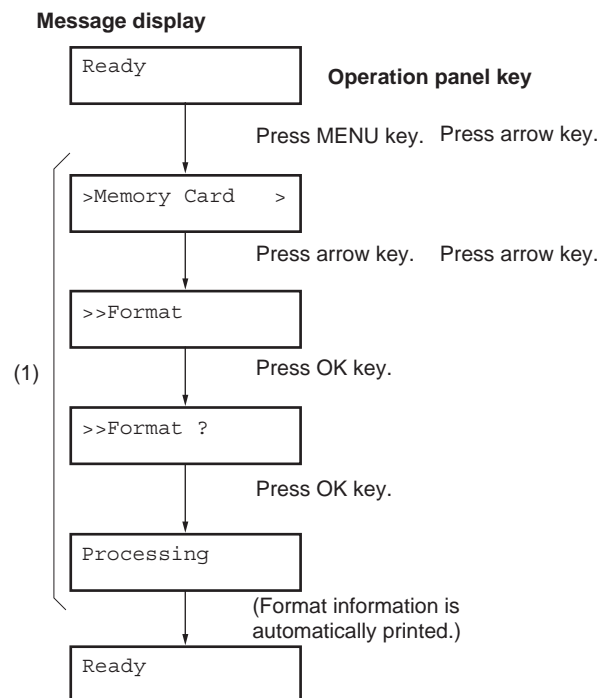 Message display
Ready
Operation panel key
Press MENU key. Press arrow key.
>Memory Card >
Press arrow key. Press arrow key.
>>Format
(1)
Press OK key.
>>Format ?
Press OK key.
Processing
(Format information is
automatically printed.)
Ready